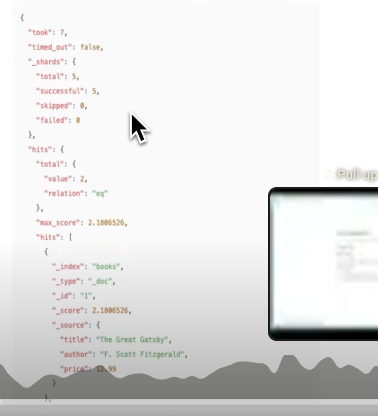 {
"took": 7,
"timed_out": false,
"_shards": {
"total": 5,
"successful": 5,
"skipped": 0,
"failed": 0
},
"hits": {
"total": {
"value": 2,
"relation": "eq"
},
"max_score": 2.1806526,
"hits": [
{
"_index": "books",
"_type": "_doc",
"_id": "1",
"_score": 2.1806526,
"_source": {
"title": "The Great Gatsby",
"author": "F. Scott Fitzgerald",
"price": 12.99
}
},
Pull up